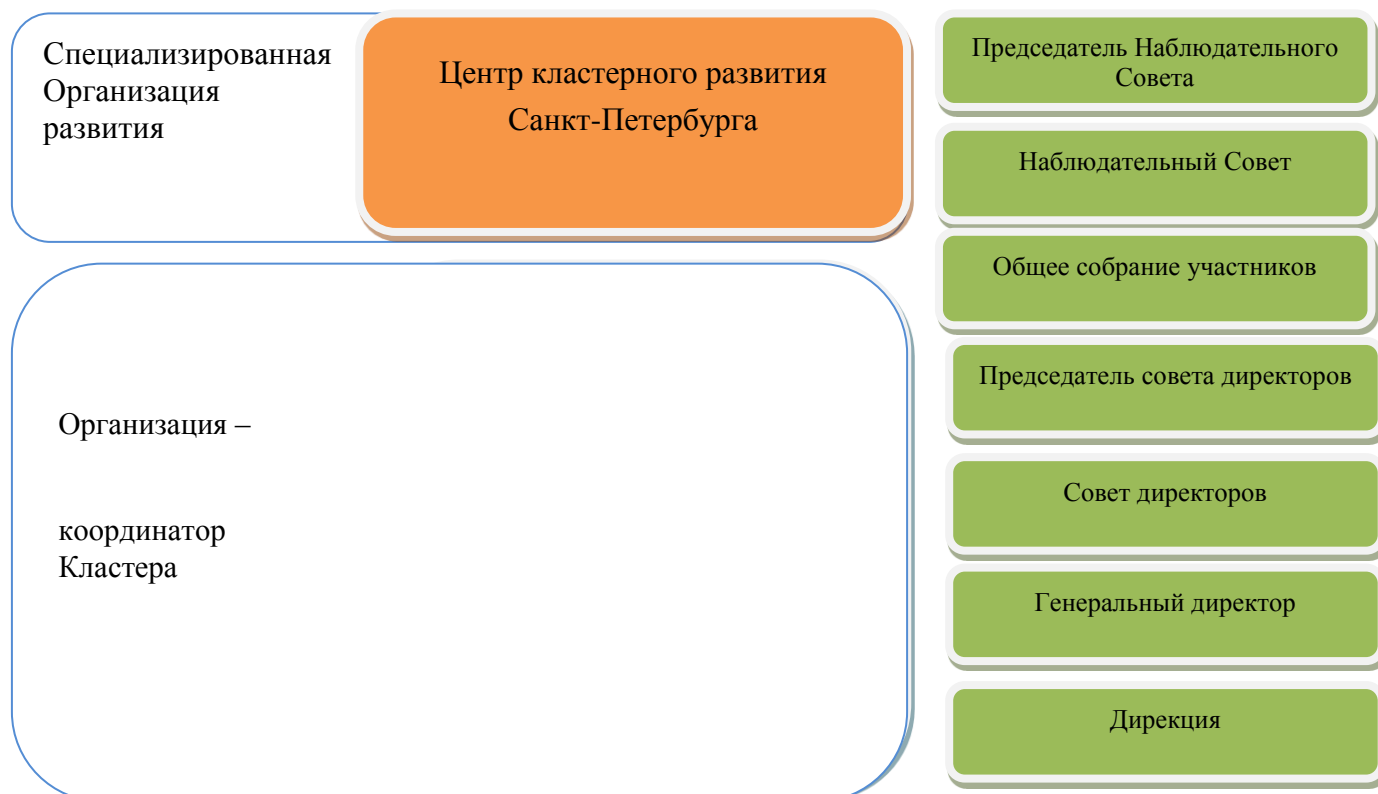 Специализированная
Организация
развития
Центр кластерного развития
Санкт-Петербурга
Организация –
координатор
Кластера
Председатель Наблюдательного
Совета
Наблюдательный Совет
Общее собрание участников
Председатель совета директоров
Совет директоров
Генеральный директор
Дирекция